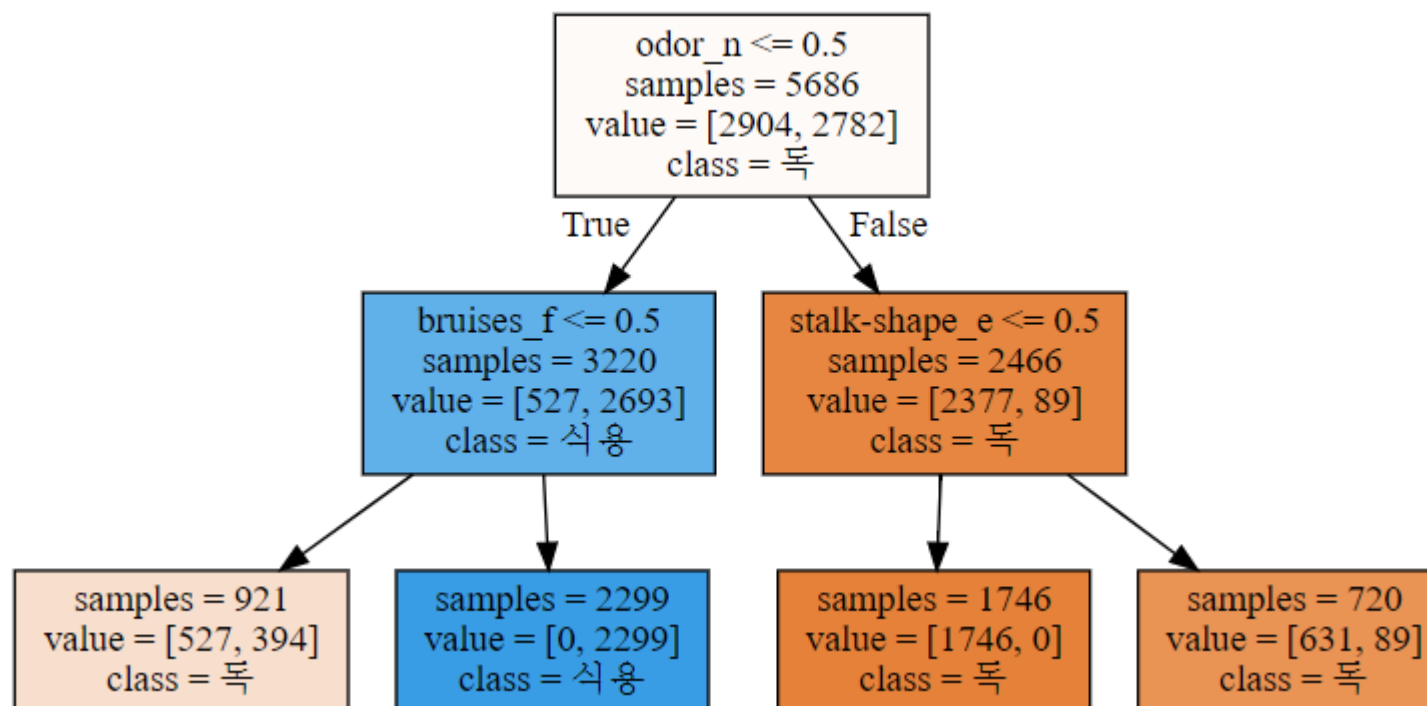 odor_n <= 0.5
samples = 5686
value = [2904, 2782]
class = 독
True
False
bruises_f <= 0.5
samples = 3220
value = [527, 2693]
class = 식용
stalk-shape_e <= 0.5
samples = 2466
value = [2377, 89]
class = 독
samples = 921
value = [527, 394]
class = 독
samples = 2299
value = [0, 2299]
class = 식용
samples = 1746
value = [1746, 0]
class = 독
samples = 720
value = [631, 89]
class = 독